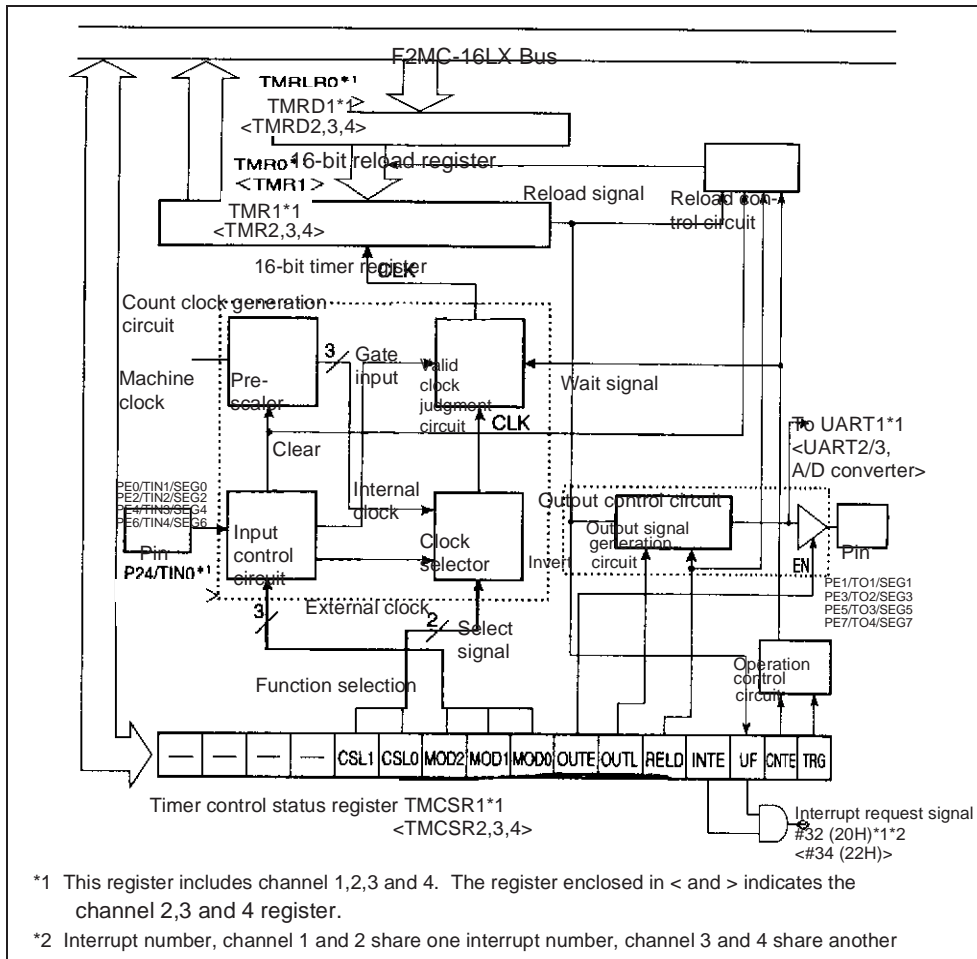 F2MC-16LX Bus
TMRLR0*1
TMRD1*1
<TMRD2,3,4>
16-bit reload register
TMR0*1
<TMR1>
Reload signal
Reload con-
trol circuit
TMR1*1
<TMR2,3,4>
16-bit timer register
CLK
Count clock generation
circuit
3
Gate
input
Valid
clock
judgment
circuit
Wait signal
Machine
clock
Pre-
scaler
CLK
To UART1*1
<UART2/3,
A/D converter>
Clear
PE0/TIN1/SEG0
PE2/TIN2/SEG2
PE4/TIN3/SEG4
PE6/TIN4/SEG6
Internal
clock
Output control circuit
Input
control
circuit
Clock
selector
Output signal
generation
circuit
Invert
Pin
P24/TIN0*1
>
EN
Pin
PE1/TO1/SEG1
PE3/TO2/SEG3
PE5/TO3/SEG5
PE7/TO4/SEG7
External clock
3
2
Select
signal
Function selection
Operation
control
circuit
— — — — CSL1 CSL0 MOD2 MOD1 MOD0 OUTE OUTL RELD INTE UF CNTE TRG
Timer control status register TMCSR1*1
<TMCSR2,3,4>
Interrupt request signal
#32 (20H)*1*2
<#34 (22H)>
*1 This register includes channel 1,2,3 and 4. The register enclosed in < and > indicates the
channel 2,3 and 4 register.
*2 Interrupt number, channel 1 and 2 share one interrupt number, channel 3 and 4 share another